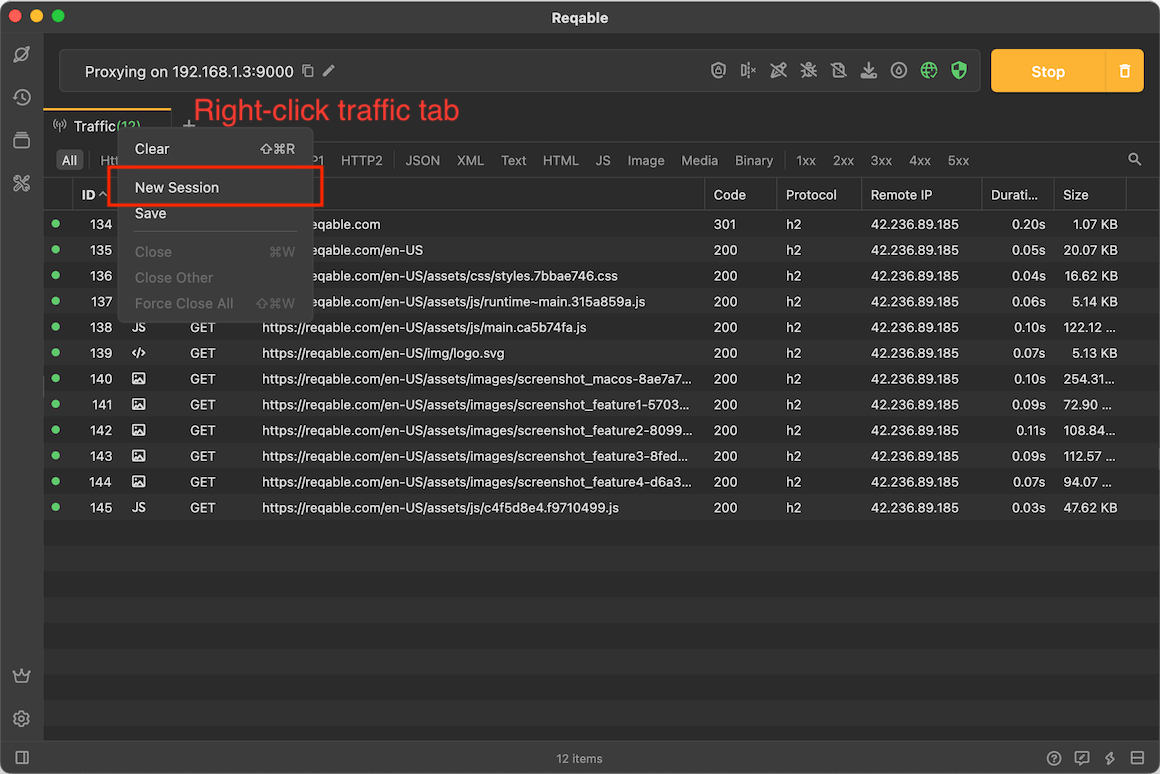 Reqable
Proxying on 192.168.1.3:9000
Stop
Right-click traffic tab
Traffic(12) +
All Htt P1 HTTP2 JSON XML Text HTML JS Image Media Binary 1xx 2xx 3xx 4xx 5xx
Clear ⇧⌘R
New Session
Save
Close ⌘W
Close Other
Force Close All ⇧⌘W
ID Code Protocol Remote IP Durati... Size
134 eqable.com 301 h2 42.236.89.185 0.20s 1.07 KB
135 eqable.com/en-US 200 h2 42.236.89.185 0.05s 20.07 KB
136 eqable.com/en-US/assets/css/styles.7bbae746.css 200 h2 42.236.89.185 0.04s 16.62 KB
137 eqable.com/en-US/assets/js/runtime~main.315a859a.js 200 h2 42.236.89.185 0.06s 5.14 KB
138 JS GET https://reqable.com/en-US/assets/js/main.ca5b74fa.js 200 h2 42.236.89.185 0.10s 122.12 ...
139 </> GET https://reqable.com/en-US/img/logo.svg 200 h2 42.236.89.185 0.07s 5.13 KB
140 GET https://reqable.com/en-US/assets/images/screenshot_macos-8ae7a7... 200 h2 42.236.89.185 0.10s 254.31...
141 GET https://reqable.com/en-US/assets/images/screenshot_feature1-5703... 200 h2 42.236.89.185 0.09s 72.90 ...
142 GET https://reqable.com/en-US/assets/images/screenshot_feature2-8099... 200 h2 42.236.89.185 0.11s 108.84...
143 GET https://reqable.com/en-US/assets/images/screenshot_feature3-8fed... 200 h2 42.236.89.185 0.09s 112.57 ...
144 GET https://reqable.com/en-US/assets/images/screenshot_feature4-d6a3... 200 h2 42.236.89.185 0.07s 94.07 ...
145 JS GET https://reqable.com/en-US/assets/js/c4f5d8e4.f9710499.js 200 h2 42.236.89.185 0.03s 47.62 KB
12 items